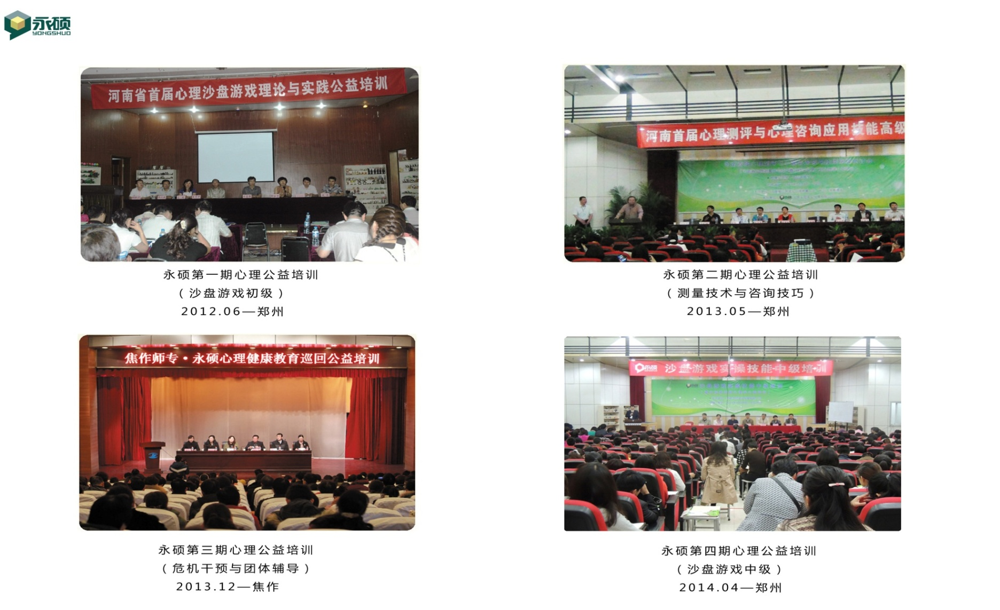 永硕
YONGSHUO
河南省首届心理沙盘游戏理论与实践公益培训
河南首届心理测评与心理咨询应用技能高级
永硕第一期心理公益培训
（沙盘游戏初级）
2012.06—郑州
永硕第二期心理公益培训
（测量技术与咨询技巧）
2013.05—郑州
焦作师专·永硕心理健康教育巡回公益培训
永硕 沙盘游戏实操技能中级培训
永硕第三期心理公益培训
（危机干预与团体辅导）
2013.12—焦作
永硕第四期心理公益培训
（沙盘游戏中级）
2014.04—郑州